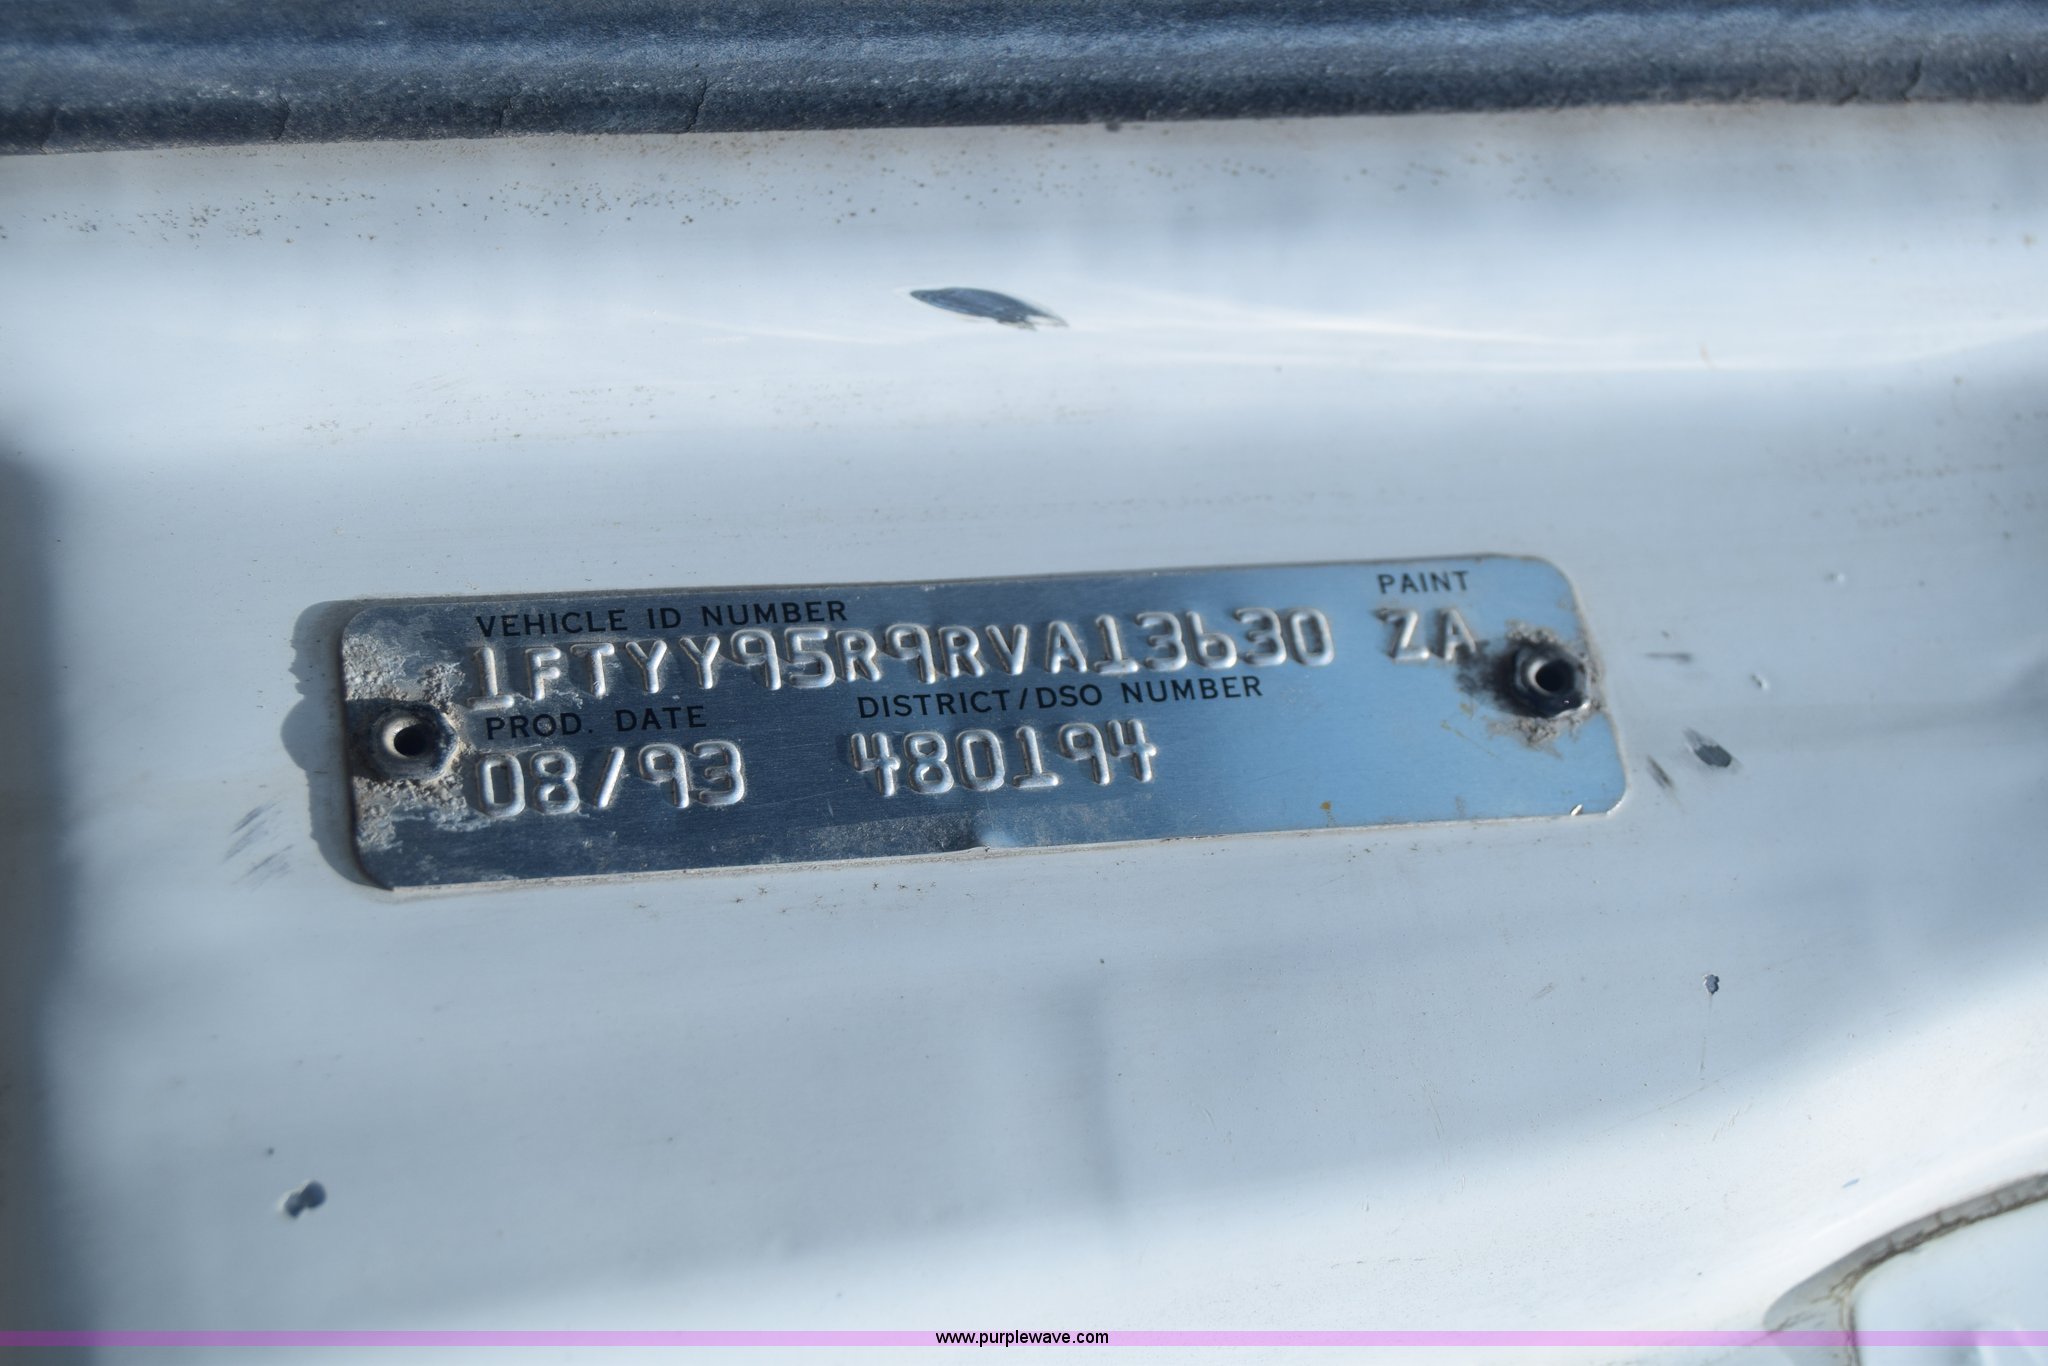 VEHICLE ID NUMBER PAINT
1FTYY95R9RVA13630 ZA
PROD. DATE DISTRICT/DSO NUMBER
08/93 480194
www.purplewave.com